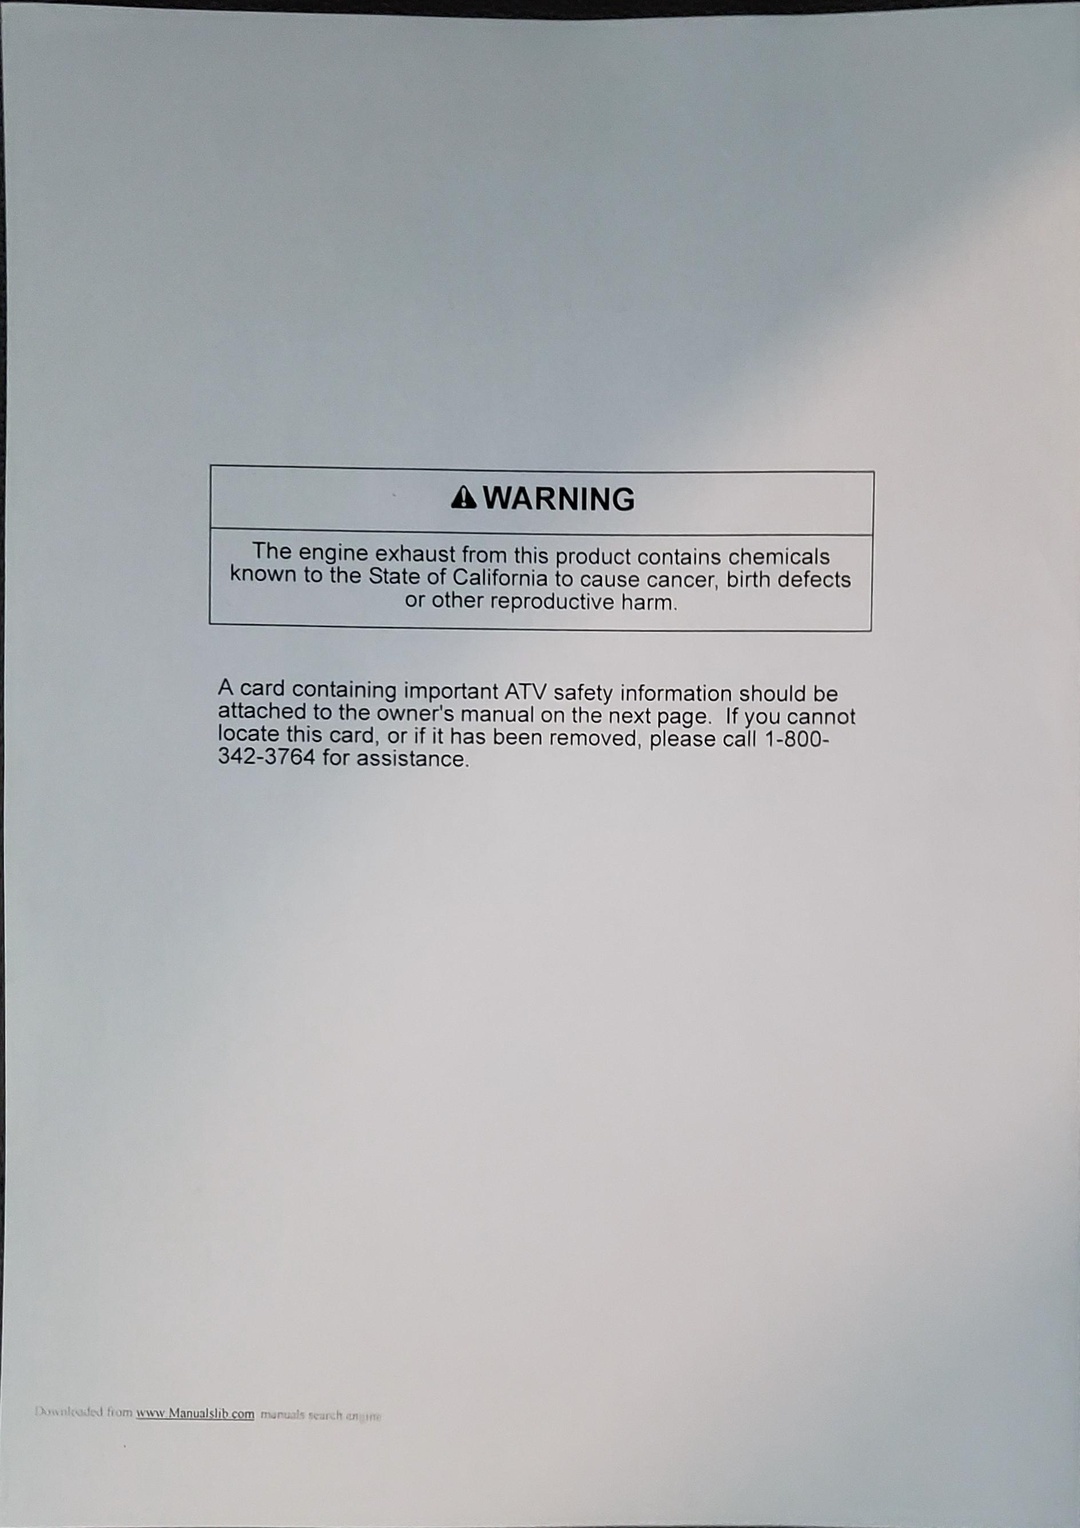 WARNING
The engine exhaust from this product contains chemicals
known to the State of California to cause cancer, birth defects
or other reproductive harm.
A card containing important ATV safety information should be
attached to the owner's manual on the next page.  If you cannot
locate this card, or if it has been removed, please call 1-800-
342-3764 for assistance.
Downloaded from www.Manualslib.com manuals search engine